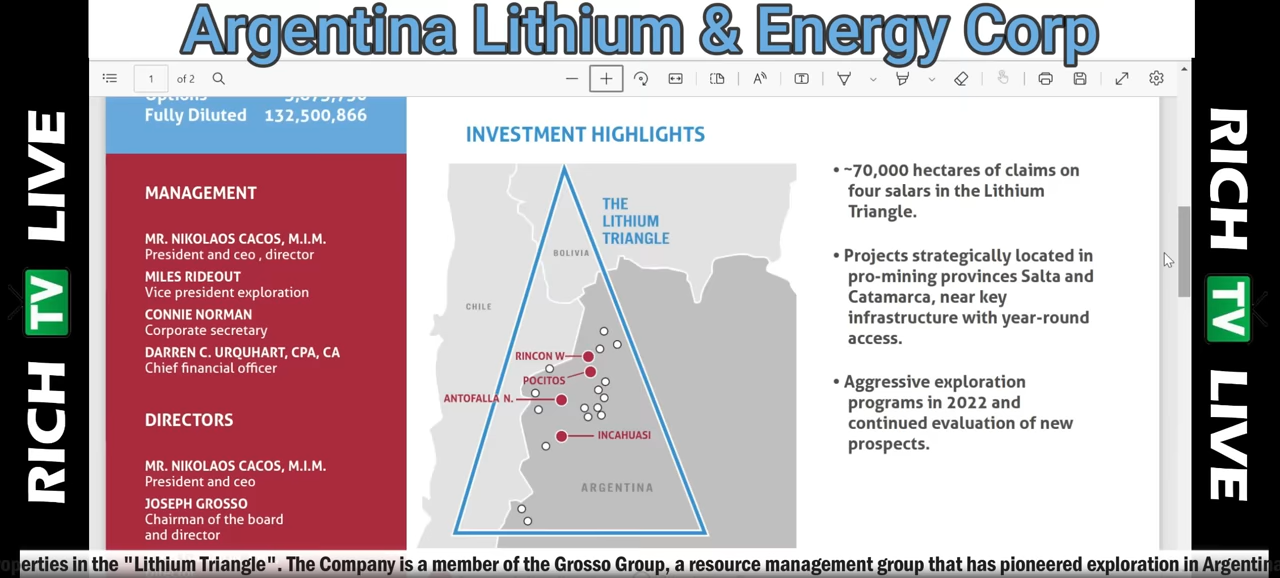 Argentina Lithium & Energy Corp
1 of 2
Options 5,875,750
Fully Diluted 132,500,866
MANAGEMENT
MR. NIKOLAOS CACOS, M.I.M.
President and ceo , director
MILES RIDEOUT
Vice president exploration
CONNIE NORMAN
Corporate secretary
DARREN C. URQUHART, CPA, CA
Chief financial officer
DIRECTORS
MR. NIKOLAOS CACOS, M.I.M.
President and ceo
JOSEPH GROSSO
Chairman of the board
and director
INVESTMENT HIGHLIGHTS
THE
LITHIUM
TRIANGLE
BOLIVIA
CHILE
RINCON W
POCITOS
ANTOFALLA N.
INCAHUASI
ARGENTINA
• ~70,000 hectares of claims on
four salars in the Lithium
Triangle.
• Projects strategically located in
pro-mining provinces Salta and
Catamarca, near key
infrastructure with year-round
access.
• Aggressive exploration
programs in 2022 and
continued evaluation of new
prospects.
RICH TV LIVE
RICH TV LIVE
operties in the "Lithium Triangle". The Company is a member of the Grosso Group, a resource management group that has pioneered exploration in Argentin